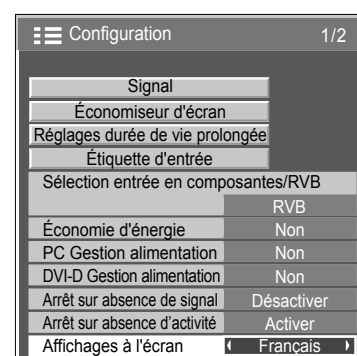 Configuration 1/2
Signal
Économiseur d'écran
Réglages durée de vie prolongée
Étiquette d'entrée
Sélection entrée en composantes/RVB
RVB
Économie d'énergie Non
PC Gestion alimentation Non
DVI-D Gestion alimentation Non
Arrêt sur absence de signal Désactiver
Arrêt sur absence d'activité Activer
Affichages à l'écran Français